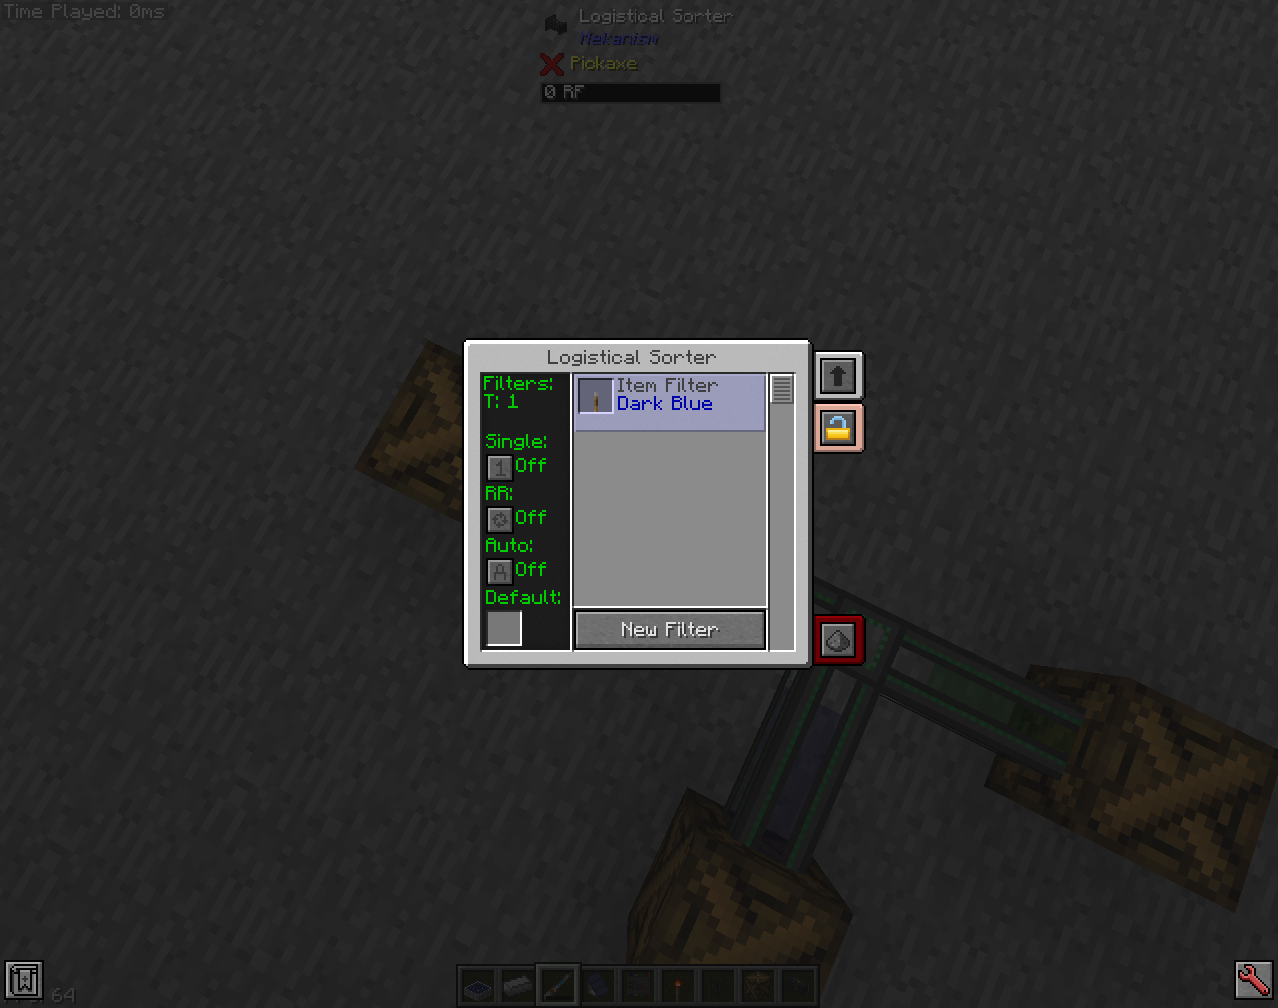 Time Played: 0ms
Logistical Sorter
Mekanism
Pickaxe
0 RF
Logistical Sorter
Filters:
T: 1
Single:
1
Off
RR:
Off
Auto:
A
Off
Default:
Item Filter
Dark Blue
New Filter
64